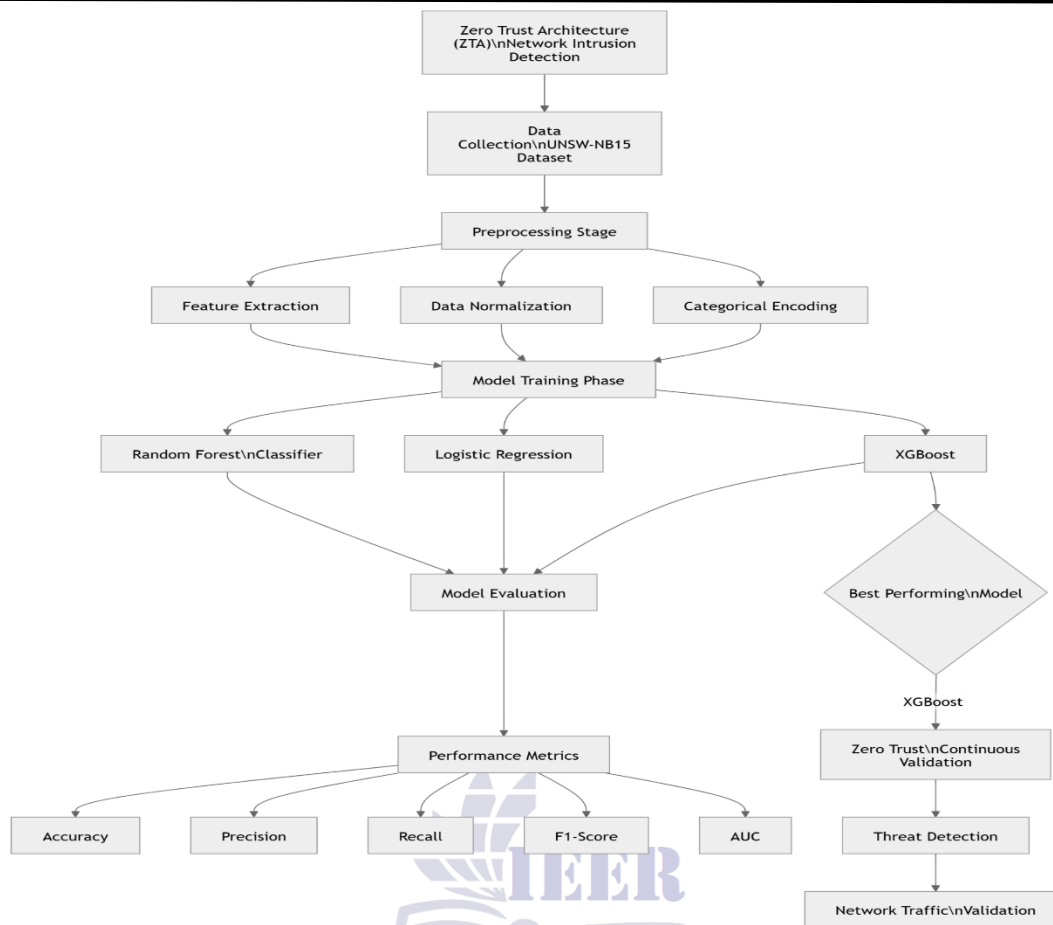 Zero Trust Architecture
(ZTA)\nNetwork Intrusion
Detection
Data
Collection\nUNSW-NB15
Dataset
Preprocessing Stage
Feature Extraction
Data Normalization
Categorical Encoding
Model Training Phase
Random Forest\nClassifier
Logistic Regression
XGBoost
Model Evaluation
Best Performing\nModel
XGBoost
Performance Metrics
Zero Trust\nContinuous
Validation
Accuracy
Precision
Recall
F1-Score
AUC
Threat Detection
IEER
Network Traffic\nValidation